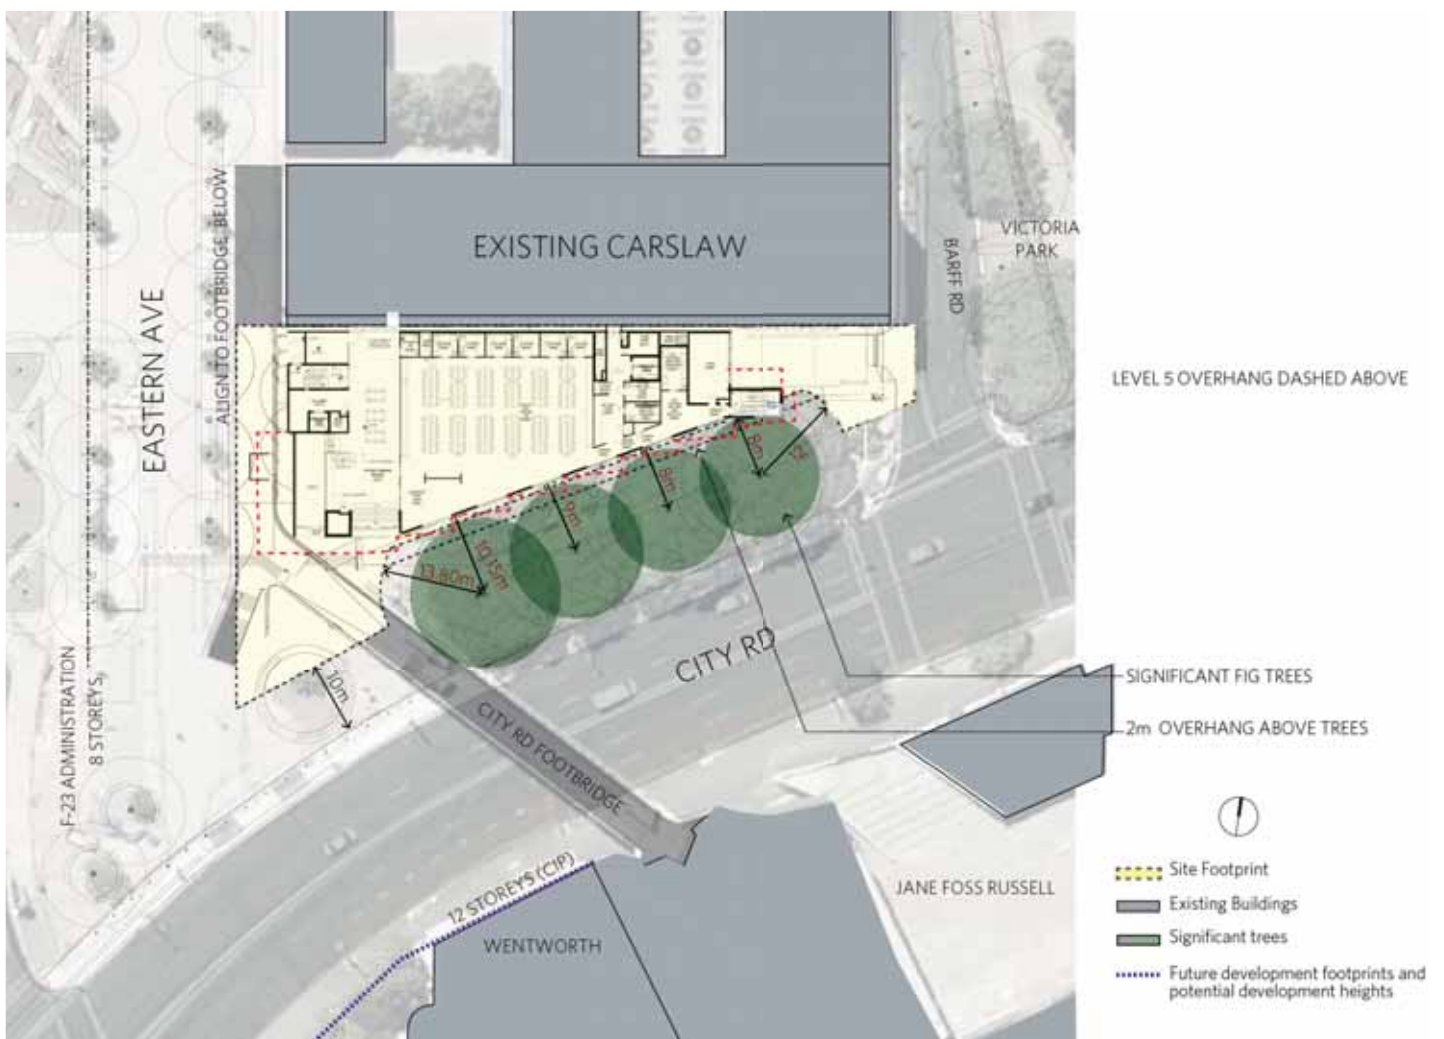 EXISTING CARSLAW
EASTERN AVE
ALIGN TO FOOTBRIDGE BELOW
BARFF RD
VICTORIA
PARK
LEVEL 5 OVERHANG DASHED ABOVE
8m
8m
9m
10.15m
13.80m
10m
CITY RD
CITY RD FOOTBRIDGE
F-23 ADMINISTRATION
8 STOREYS
SIGNIFICANT FIG TREES
2m OVERHANG ABOVE TREES
12 STOREYS (CIP)
WENTWORTH
JANE FOSS RUSSELL
Site Footprint
Existing Buildings
Significant trees
Future development footprints and
potential development heights